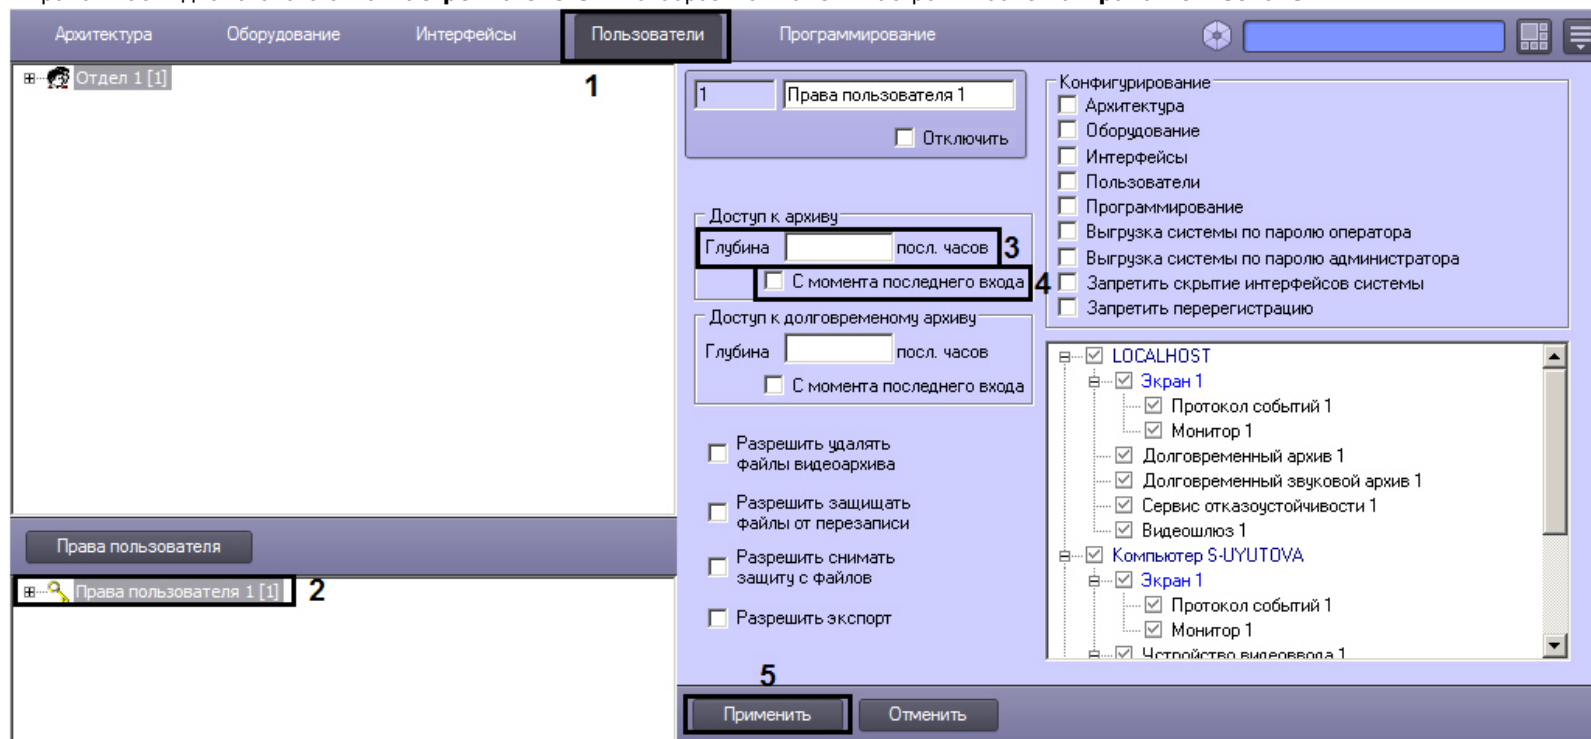 Архитектура Оборудование Интерфейсы Пользователи Программирование
1
Отдел 1 [1]
Права пользователя
Права пользователя 1 [1]
2
1 Права пользователя 1
Отключить
Доступ к архиву
Глубина посл. часов 3
С момента последнего входа 4
Доступ к долговременому архиву
Глубина посл. часов
С момента последнего входа
Разрешить удалять
файлы видеоархива
Разрешить защищать
файлы от перезаписи
Разрешить снимать
защиту с файлов
Разрешить экспорт
Конфигурирование
Архитектура
Оборудование
Интерфейсы
Пользователи
Программирование
Выгрузка системы по паролю оператора
Выгрузка системы по паролю администратора
Запретить скрытие интерфейсов системы
Запретить перерегистрацию
LOCALHOST
Экран 1
Протокол событий 1
Монитор 1
Долговременный архив 1
Долговременный звуковой архив 1
Сервис отказоустойчивости 1
Видеошлюз 1
Компьютер S-UYUTOVA
Экран 1
Протокол событий 1
Монитор 1
Устройство видеоввода 1
5
Применить Отменить